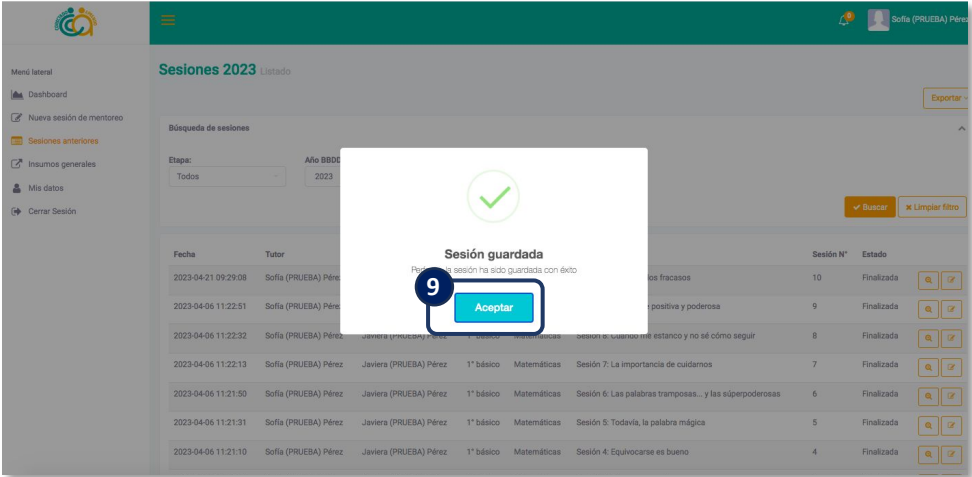 Sofía (PRUEBA) Pérez
Menú lateral
Dashboard
Nueva sesión de mentoreo
Sesiones anteriores
Insumos generales
Mis datos
Cerrar Sesión
Sesiones 2023 Listado
Exportar
Búsqueda de sesiones
Etapa: Año BBDD
Todos 2023
Buscar Limpiar filtro
Sesión guardada
la sesión ha sido guardada con éxito
9
Aceptar
Fecha Tutor Sesión N° Estado
2023-04-21 09:29:08 Sofía (PRUEBA) Pérez los fracasos 10 Finalizada
2023-04-06 11:22:51 Sofía (PRUEBA) Pérez positiva y poderosa 9 Finalizada
2023-04-06 11:22:32 Sofía (PRUEBA) Pérez Javiera (PRUEBA) Pérez 1° básico Matemáticas Sesión 8: Cuando me estanco y no sé cómo seguir 8 Finalizada
2023-04-06 11:22:13 Sofía (PRUEBA) Pérez Javiera (PRUEBA) Pérez 1° básico Matemáticas Sesión 7: La importancia de cuidarnos 7 Finalizada
2023-04-06 11:21:50 Sofía (PRUEBA) Pérez Javiera (PRUEBA) Pérez 1° básico Matemáticas Sesión 6: Las palabras tramposas... y las súperpoderosas 6 Finalizada
2023-04-06 11:21:31 Sofía (PRUEBA) Pérez Javiera (PRUEBA) Pérez 1° básico Matemáticas Sesión 5: Todavía, la palabra mágica 5 Finalizada
2023-04-06 11:21:10 Sofía (PRUEBA) Pérez Javiera (PRUEBA) Pérez 1° básico Matemáticas Sesión 4: Equivocarse es bueno 4 Finalizada